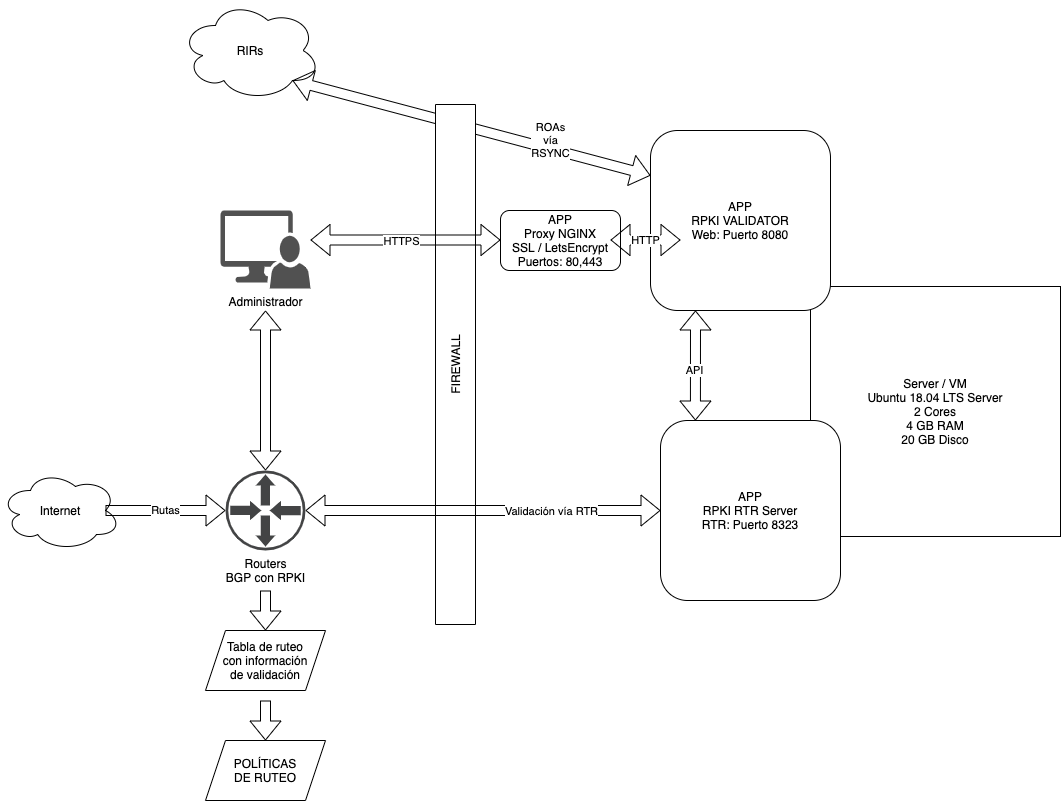 RIRs
ROAs
vía
RSYNC
APP
RPKI VALIDATOR
Web: Puerto 8080
APP
Proxy NGINX
SSL / LetsEncrypt
Puertos: 80,443
HTTPS
HTTP
Administrador
FIREWALL
API
Server / VM
Ubuntu 18.04 LTS Server
2 Cores
4 GB RAM
20 GB Disco
Internet
Rutas
Validación vía RTR
APP
RPKI RTR Server
RTR: Puerto 8323
Routers
BGP con RPKI
Tabla de ruteo
con información
de validación
POLÍTICAS
DE RUTEO